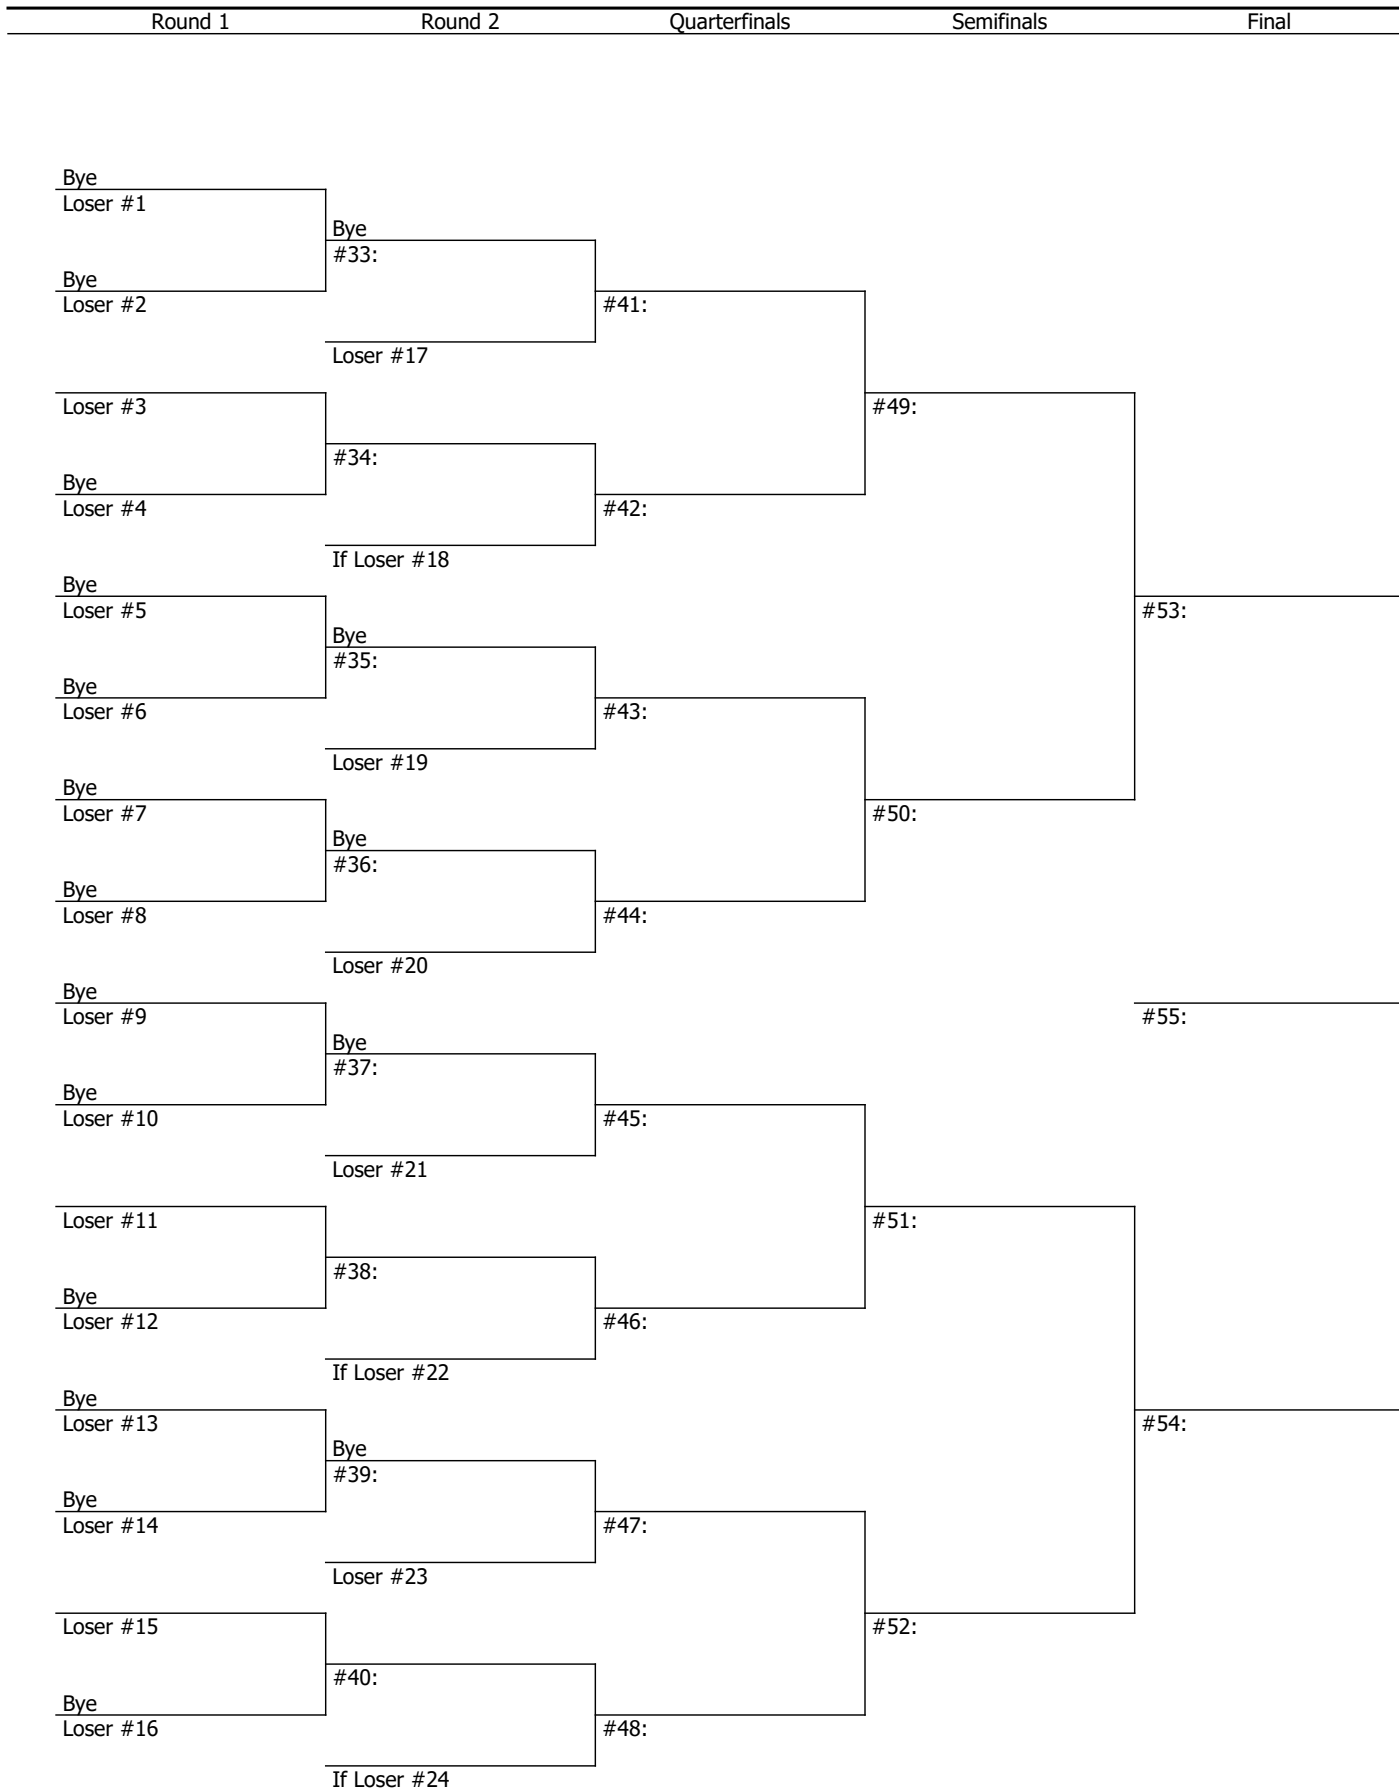 Round 1 Round 2 Quarterfinals Semifinals Final
Bye
Loser #1
Bye
#33:
Bye
Loser #2 #41:
Loser #17
Loser #3 #49:
#34:
Bye
Loser #4 #42:
If Loser #18
Bye
Loser #5 #53:
Bye
#35:
Bye
Loser #6 #43:
Loser #19
Bye
Loser #7 #50:
Bye
#36:
Bye
Loser #8 #44:
Loser #20
Bye
Loser #9 #55:
Bye
#37:
Bye
Loser #10 #45:
Loser #21
Loser #11 #51:
#38:
Bye
Loser #12 #46:
If Loser #22
Bye
Loser #13 #54:
Bye
#39:
Bye
Loser #14 #47:
Loser #23
Loser #15 #52:
#40:
Bye
Loser #16 #48:
If Loser #24